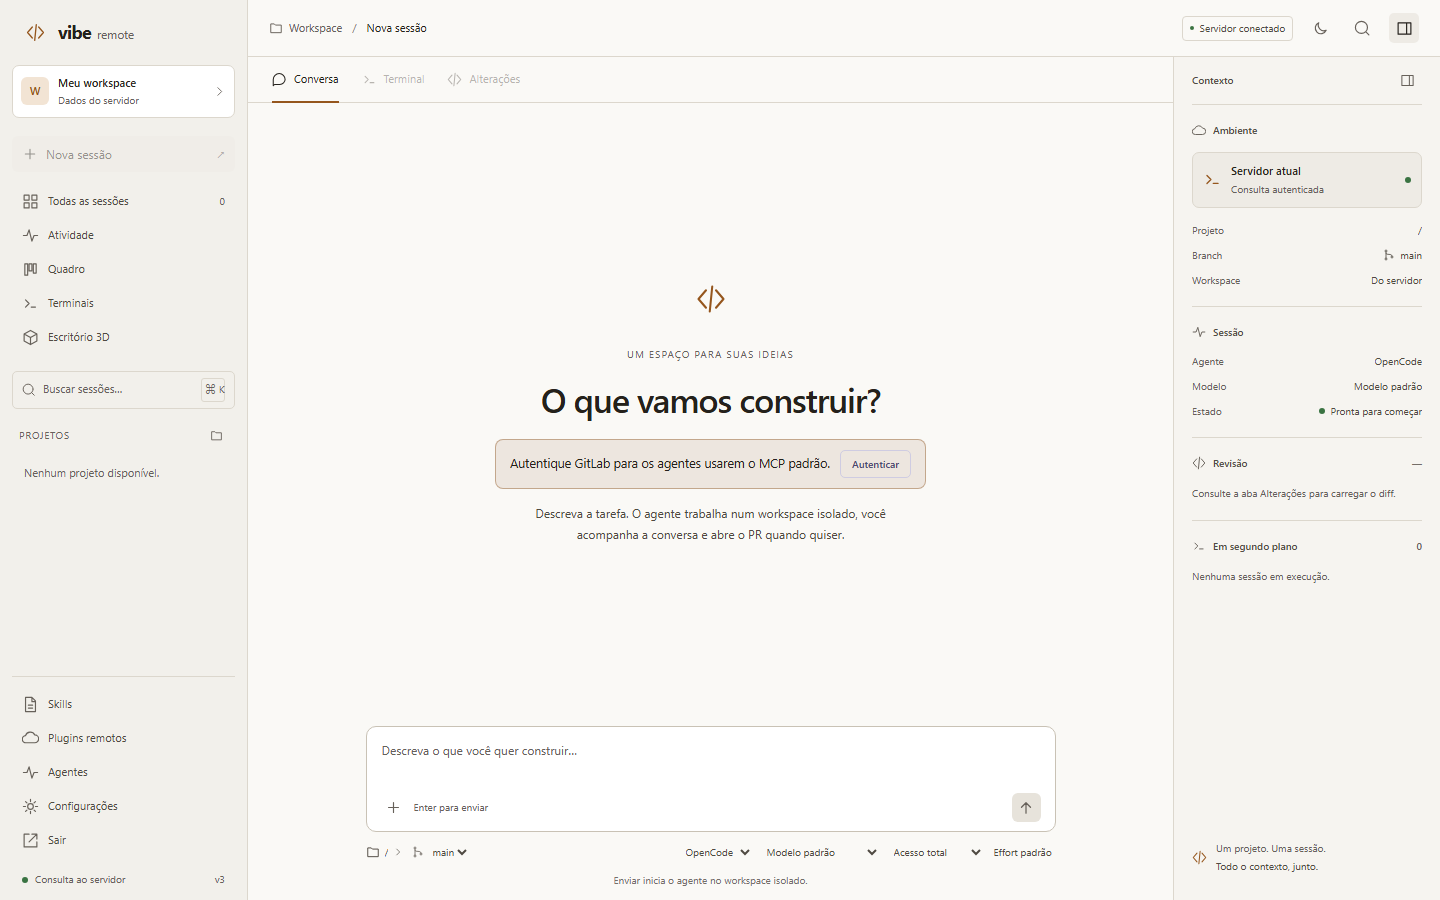 vibe remote
W
Meu workspace
Dados do servidor
Nova sessão
Todas as sessões 0
Atividade
Quadro
Terminais
Escritório 3D
Buscar sessões... ⌘ K
PROJETOS
Nenhum projeto disponível.
Skills
Plugins remotos
Agentes
Configurações
Sair
Consulta ao servidor v3
Workspace / Nova sessão
Servidor conectado
Conversa Terminal Alterações
UM ESPAÇO PARA SUAS IDEIAS
O que vamos construir?
Autentique GitLab para os agentes usarem o MCP padrão. Autenticar
Descreva a tarefa. O agente trabalha num workspace isolado, você
acompanha a conversa e abre o PR quando quiser.
Descreva o que você quer construir...
Enter para enviar
/ main OpenCode Modelo padrão Acesso total Effort padrão
Enviar inicia o agente no workspace isolado.
Contexto
Ambiente
Servidor atual
Consulta autenticada
Projeto /
Branch main
Workspace Do servidor
Sessão
Agente OpenCode
Modelo Modelo padrão
Estado Pronta para começar
Revisão —
Consulte a aba Alterações para carregar o diff.
Em segundo plano 0
Nenhuma sessão em execução.
Um projeto. Uma sessão.
Todo o contexto, junto.